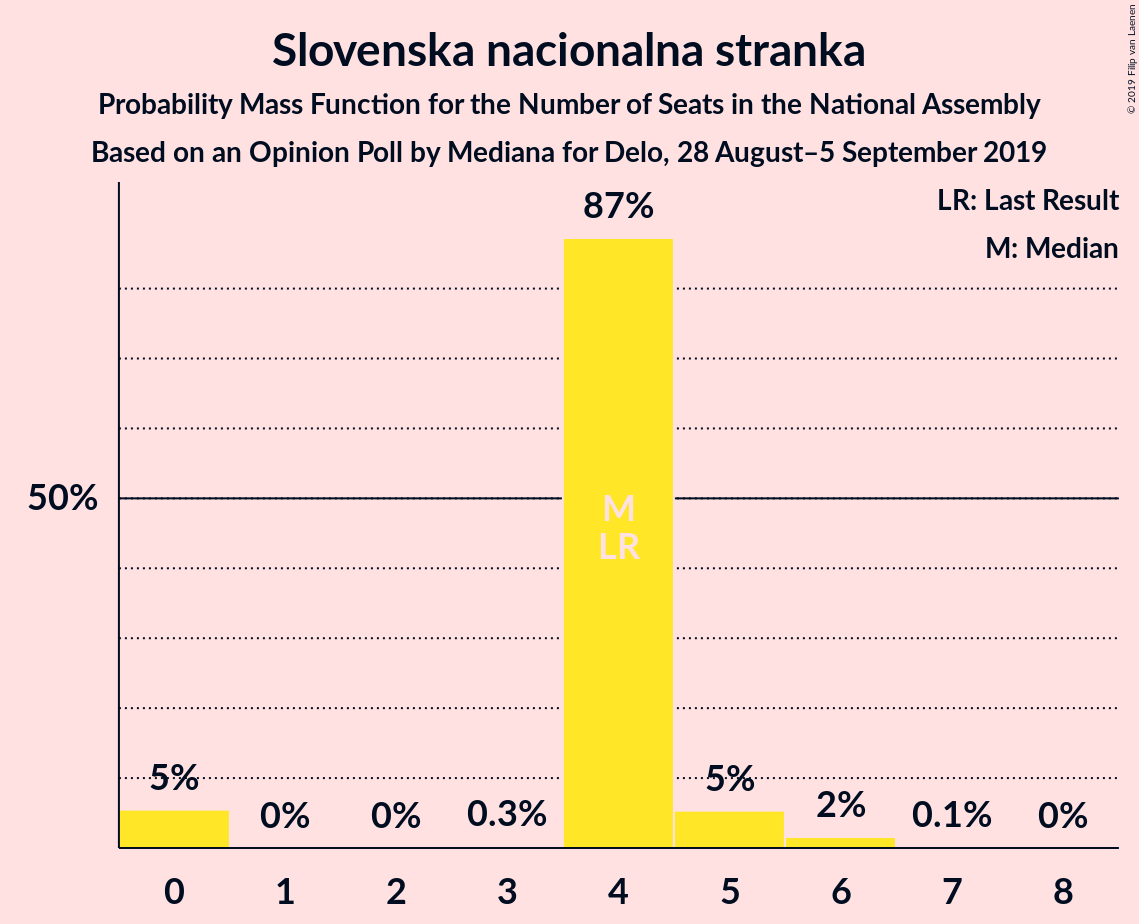 Slovenska nacionalna stranka
Probability Mass Function for the Number of Seats in the National Assembly
Based on an Opinion Poll by Mediana for Delo, 28 August–5 September 2019
© 2019 Filip van Laenen
LR: Last Result
M: Median
87%
50%
M
LR
5%
0%
0%
0.3%
5%
2%
0.1%
0%
0 1 2 3 4 5 6 7 8